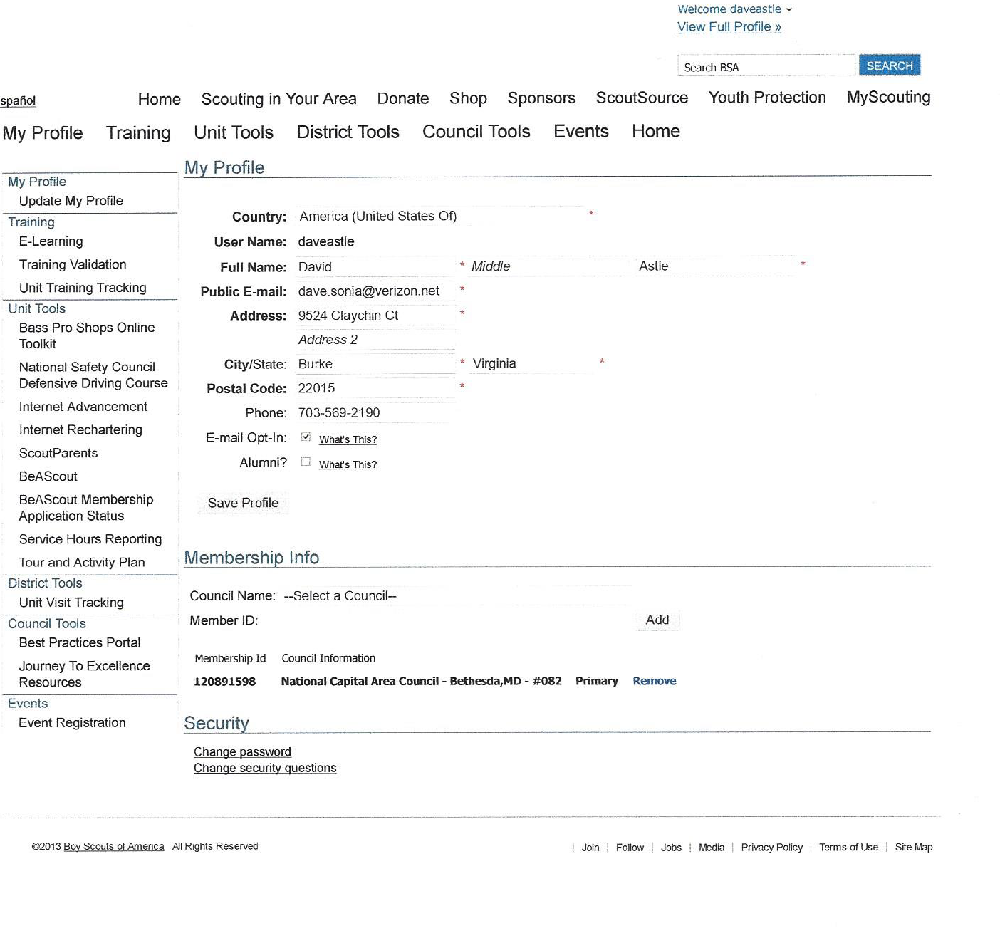 Welcome daveastle
View Full Profile »
Search BSA SEARCH
spañol Home Scouting in Your Area Donate Shop Sponsors ScoutSource Youth Protection MyScouting
My Profile Training Unit Tools District Tools Council Tools Events Home
My Profile
Update My Profile
Training
E-Learning
Training Validation
Unit Training Tracking
Unit Tools
Bass Pro Shops Online
Toolkit
National Safety Council
Defensive Driving Course
Internet Advancement
Internet Rechartering
ScoutParents
BeAScout
BeAScout Membership
Application Status
Service Hours Reporting
Tour and Activity Plan
District Tools
Unit Visit Tracking
Council Tools
Best Practices Portal
Journey To Excellence
Resources
Events
Event Registration
My Profile
Country: America (United States Of) *
User Name: daveastle
Full Name: David * Middle Astle *
Public E-mail: dave.sonia@verizon.net *
Address: 9524 Claychin Ct *
Address 2
City/State: Burke * Virginia *
Postal Code: 22015 *
Phone: 703-569-2190
E-mail Opt-In: What's This?
Alumni? What's This?
Save Profile
Membership Info
Council Name: --Select a Council--
Member ID: Add
Membership Id Council Information
120891598 National Capital Area Council - Bethesda,MD - #082 Primary Remove
Security
Change password
Change security questions
©2013 Boy Scouts of America All Rights Reserved
| Join | Follow | Jobs | Media | Privacy Policy | Terms of Use | Site Map